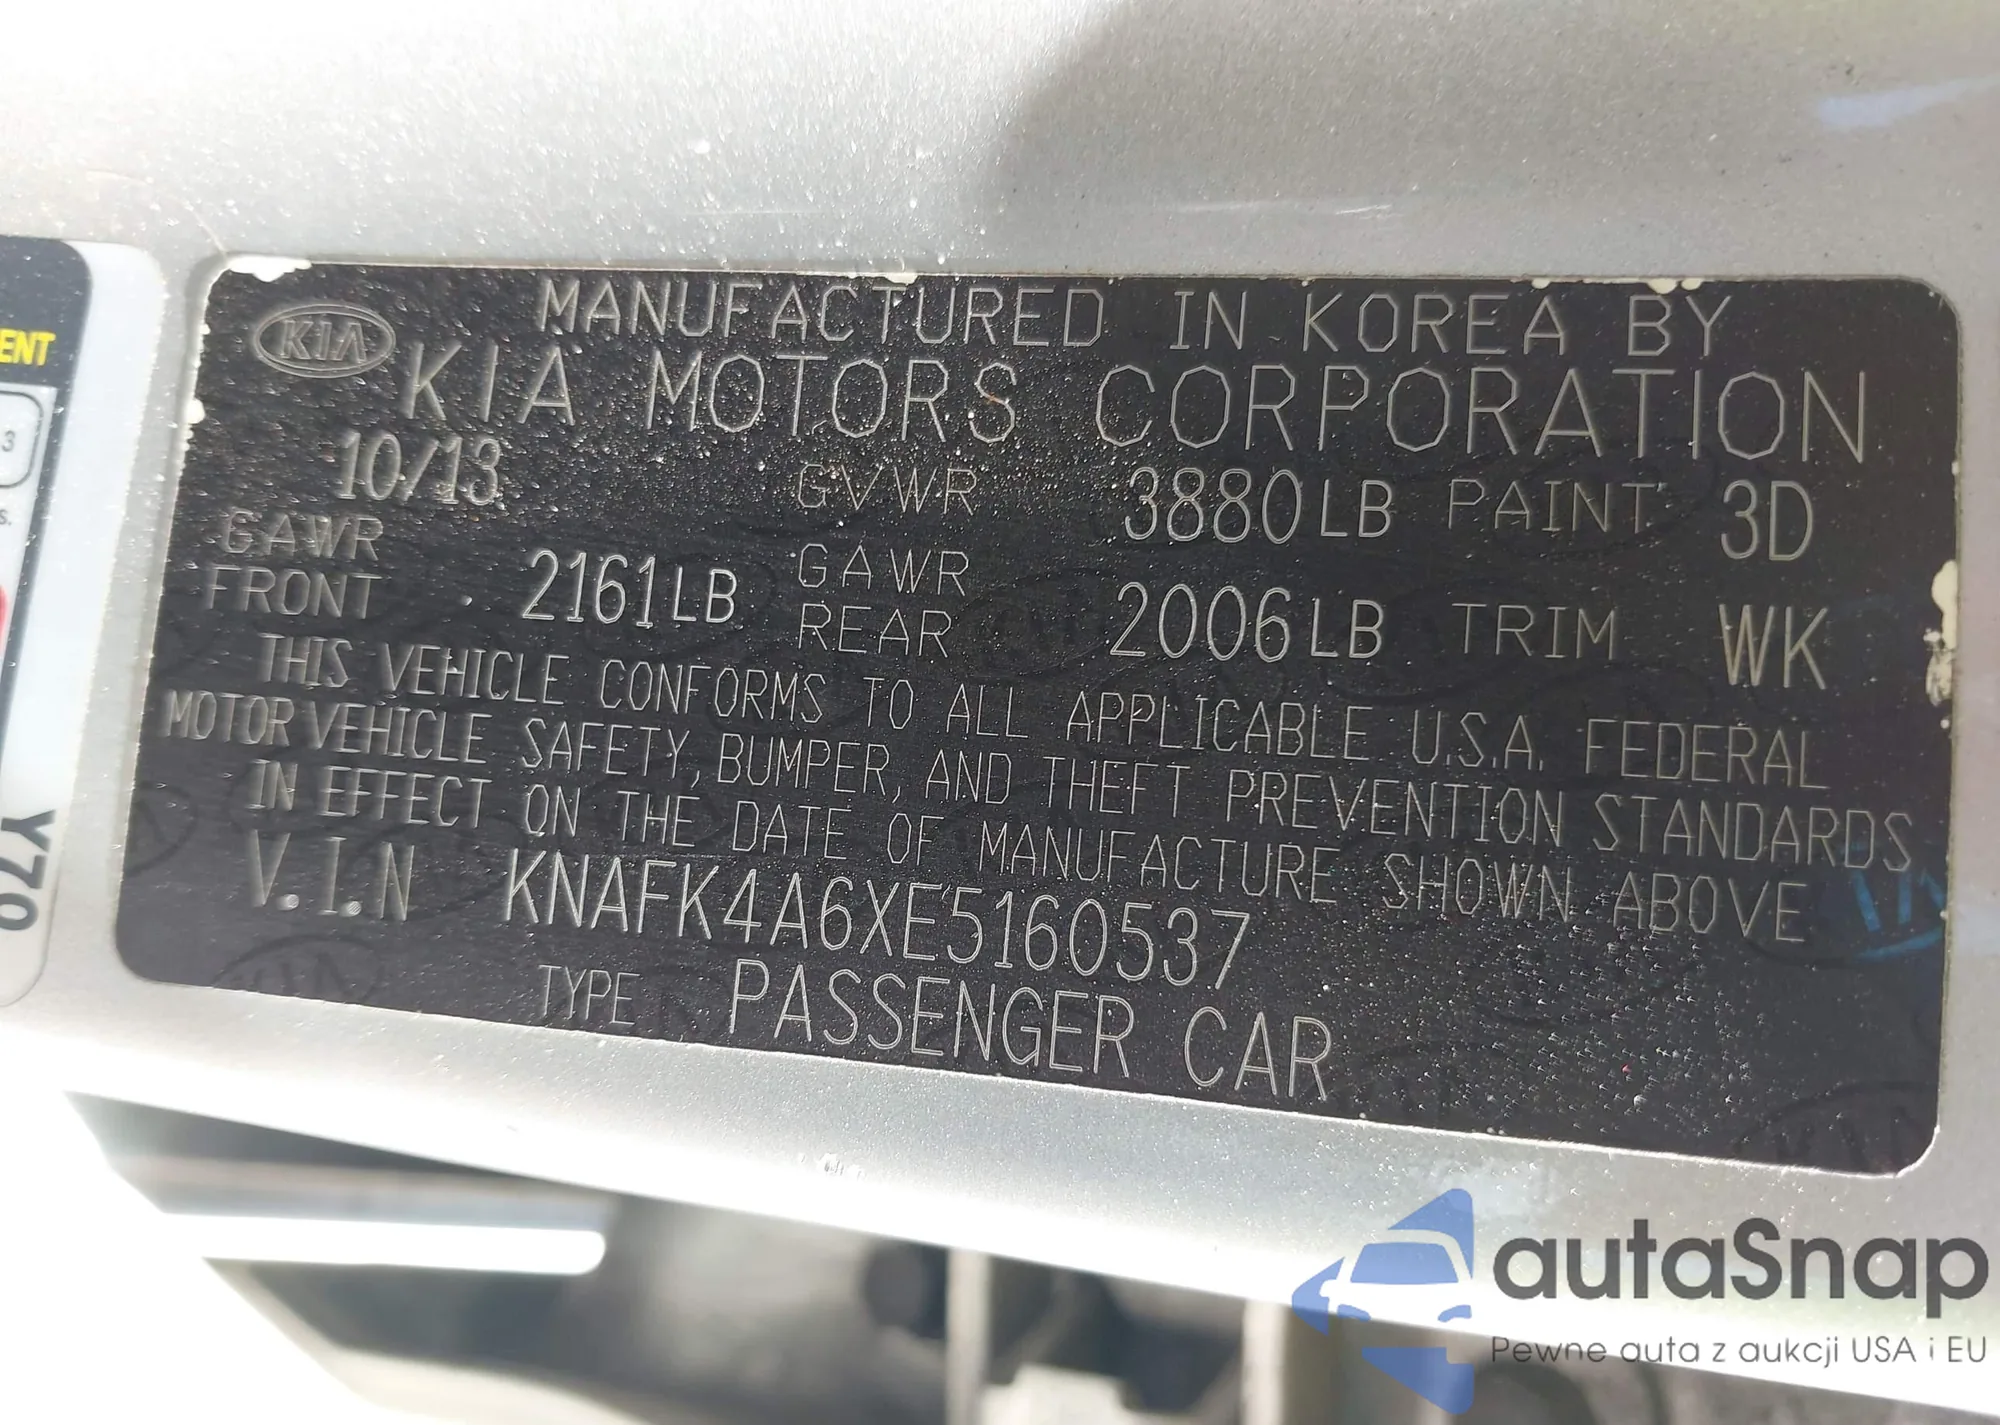 KIA
MANUFACTURED IN KOREA BY
KIA MOTORS CORPORATION
10/13 GVWR 3880LB PAINT 3D
GAWR FRONT 2161LB GAWR REAR 2006LB TRIM WK
THIS VEHICLE CONFORMS TO ALL APPLICABLE U.S.A. FEDERAL
MOTOR VEHICLE SAFETY, BUMPER, AND THEFT PREVENTION STANDARDS
IN EFFECT ON THE DATE OF MANUFACTURE SHOWN ABOVE
V.I.N KNAFK4A6XE5160537
TYPE PASSENGER CAR
ENT
3
s.
Y70
autaSnap
Pewne auta z aukcji USA i EU